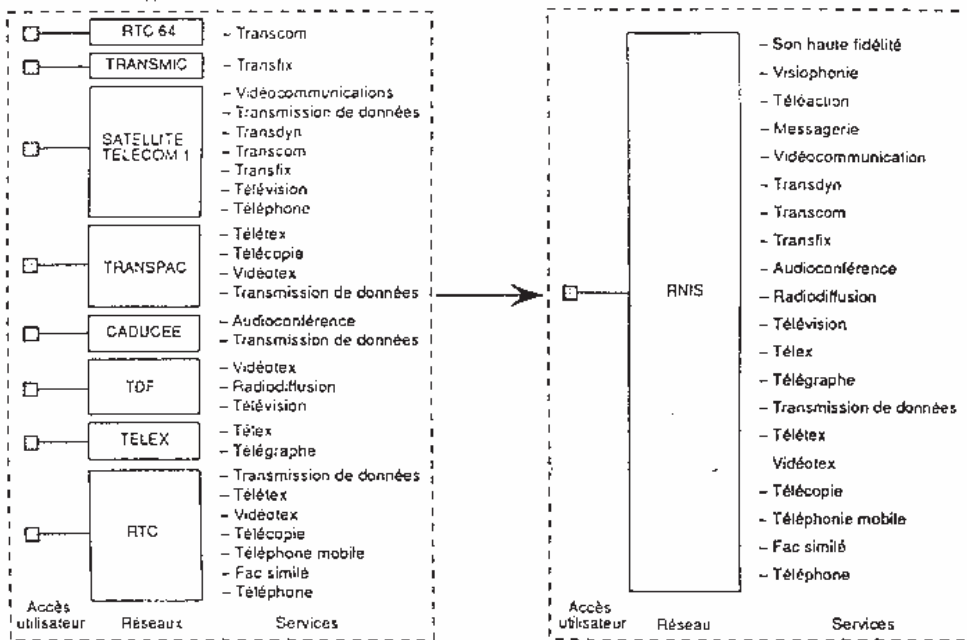 RTC 64
– Transcom
TRANSMIC
– Transfix
SATELLITE
TELECOM 1
– Vidéocommunications
– Transmission de données
– Transdyn
– Transcom
– Transfix
– Télévision
– Téléphone
TRANSPAC
– Télétex
– Télécopie
– Vidéotex
– Transmission de données
CADUCEE
– Audioconférence
– Transmission de données
TDF
– Vidéotex
– Radiodiffusion
– Télévision
TELEX
– Télex
– Télégraphe
RTC
– Transmission de données
– Télétex
– Vidéotex
– Télécopie
– Téléphone mobile
– Fac similé
– Téléphone
Accès
utilisateur
Réseaux
Services
RNIS
– Son haute fidélité
– Visiophonie
– Téléaction
– Messagerie
– Vidéocommunication
– Transdyn
– Transcom
– Transfix
– Audioconférence
– Radiodiffusion
– Télévision
– Télex
– Télégraphe
– Transmission de données
– Télétex
Vidéotex
– Télécopie
– Téléphonie mobile
– Fac similé
– Téléphone
Accès
utilisateur
Réseau
Services